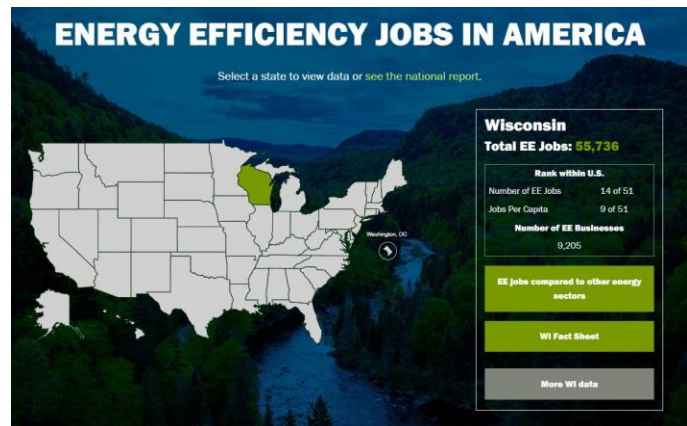 ENERGY EFFICIENCY JOBS IN AMERICA
Select a state to view data or see the national report.
Wisconsin
Total EE Jobs: 55,736
Rank within U.S.
Number of EE Jobs 14 of 51
Jobs Per Capita 9 of 51
Number of EE Businesses
9,205
Washington, DC
EE jobs compared to other energy
sectors
WI Fact Sheet
More WI data